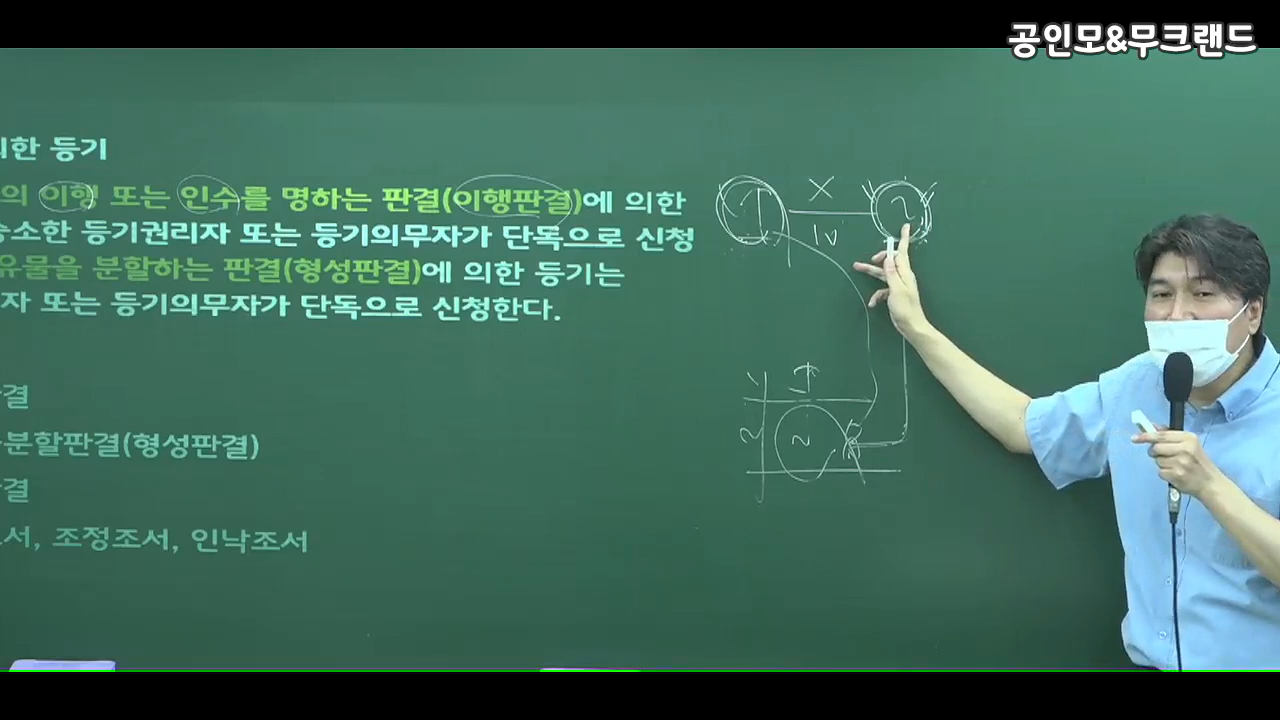 공인모&무크랜드
의한 등기
의 이행 또는 인수를 명하는 판결(이행판결)에 의한
승소한 등기권리자 또는 등기의무자가 단독으로 신청
유물을 분할하는 판결(형성판결)에 의한 등기는
자 또는 등기의무자가 단독으로 신청한다.
결
분할판결(형성판결)
결
서, 조정조서, 인낙조서